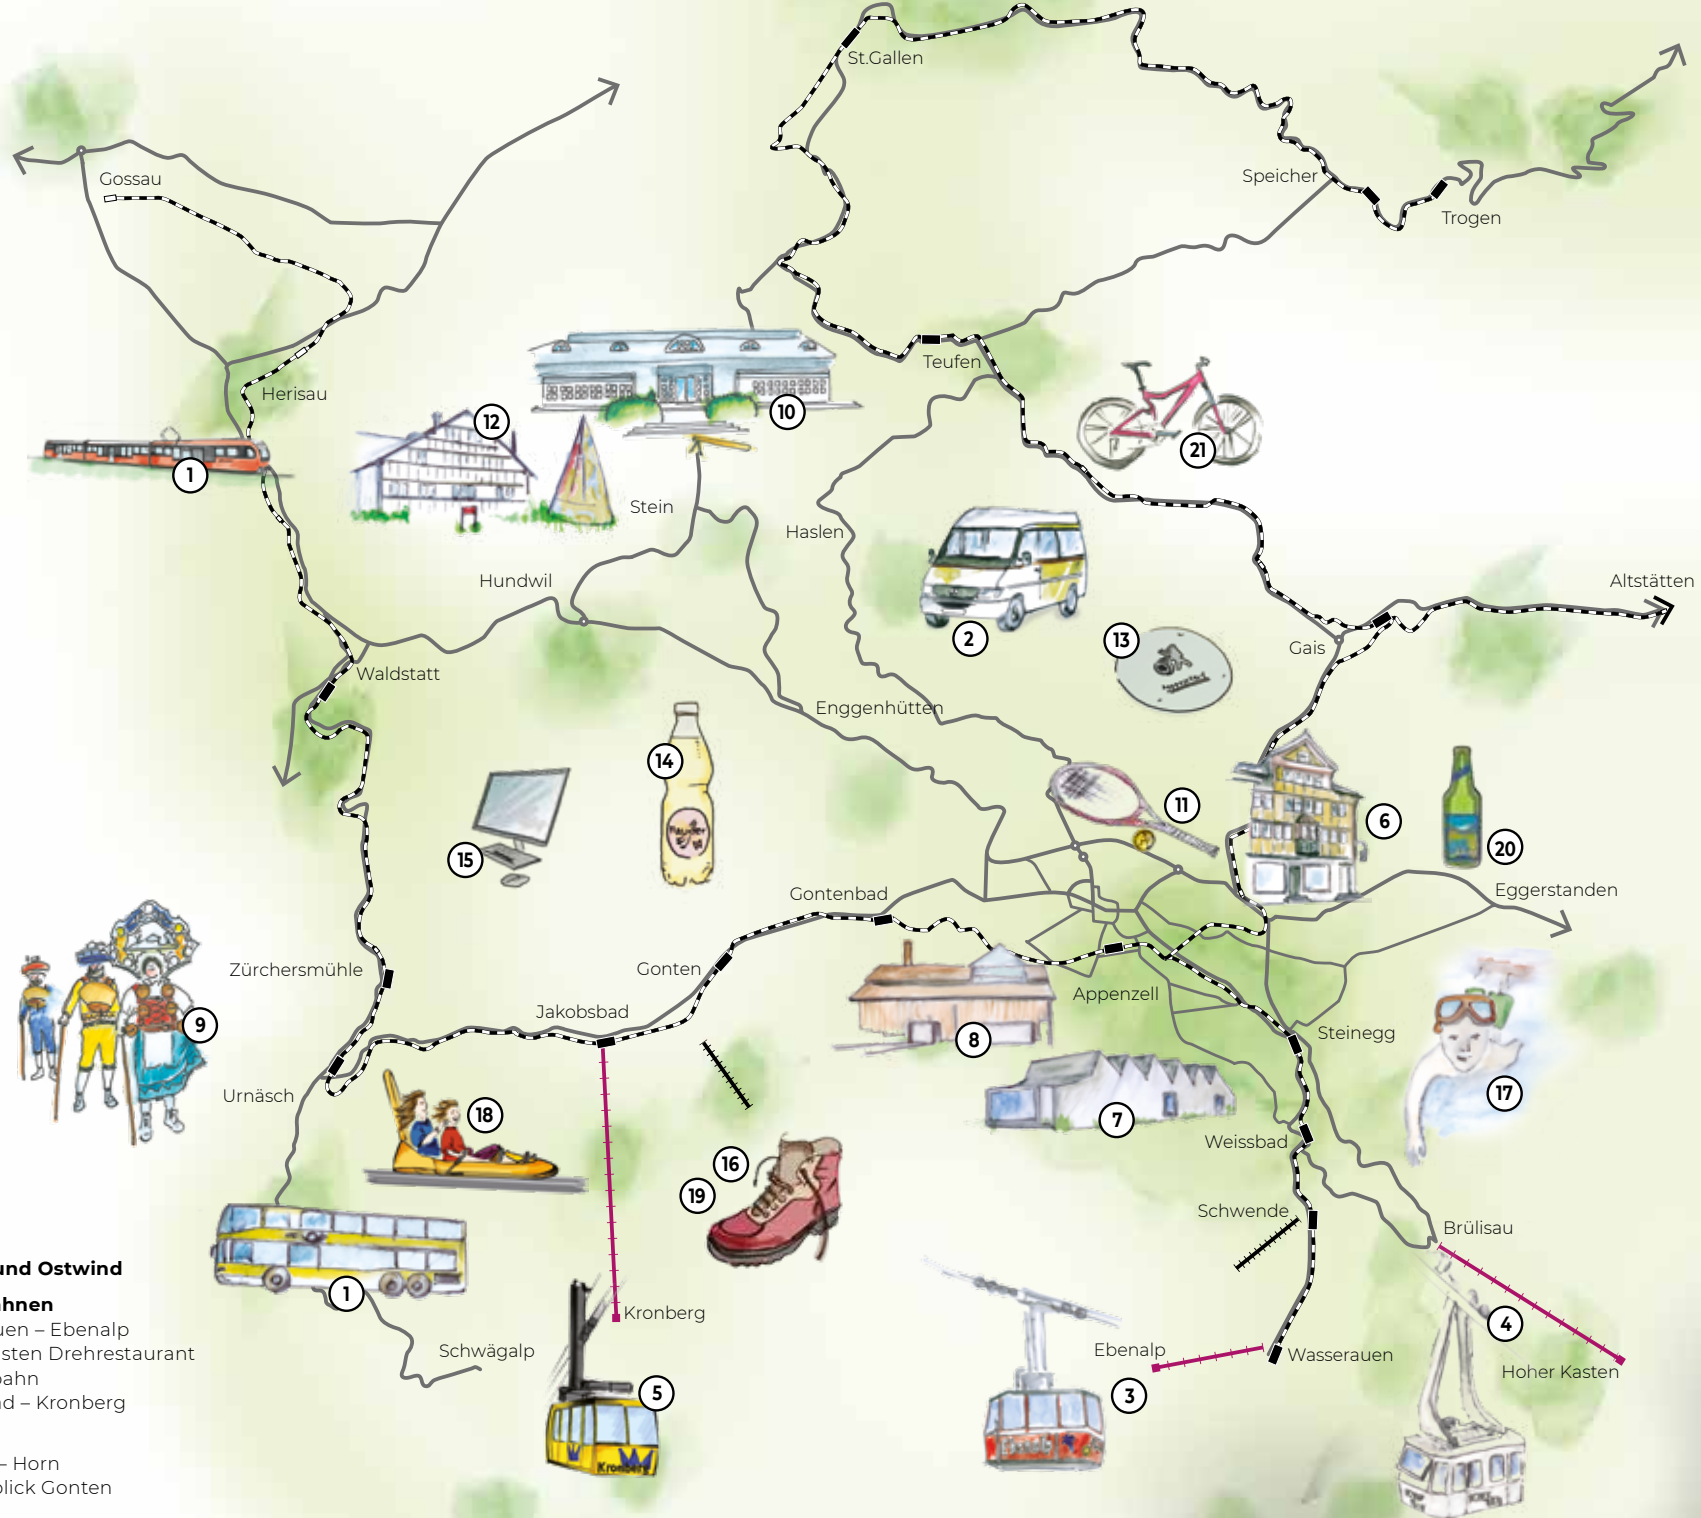 St.Gallen
Gossau
Speicher
Trogen
Teufen
Herisau
12
10
21
1
Stein
Haslen
Hundwil
Altstätten
2
13
Gais
Waldstatt
Enggenhütten
14
11
6
20
15
Gontenbad
Eggerstanden
Zürchersmühle
Gonten
Appenzell
Jakobsbad
9
8
Steinegg
Urnäsch
18
7
17
Weissbad
16
19
Schwende
Brülisau
und Ostwind
1
ahnen
Kronberg
4
uen – Ebenalp
Schwägalp
Ebenalp
Wasserauen
sten Drehrestaurant
Hoher Kasten
bahn
5
3
ad – Kronberg
– Horn
Kronberg
blick Gonten